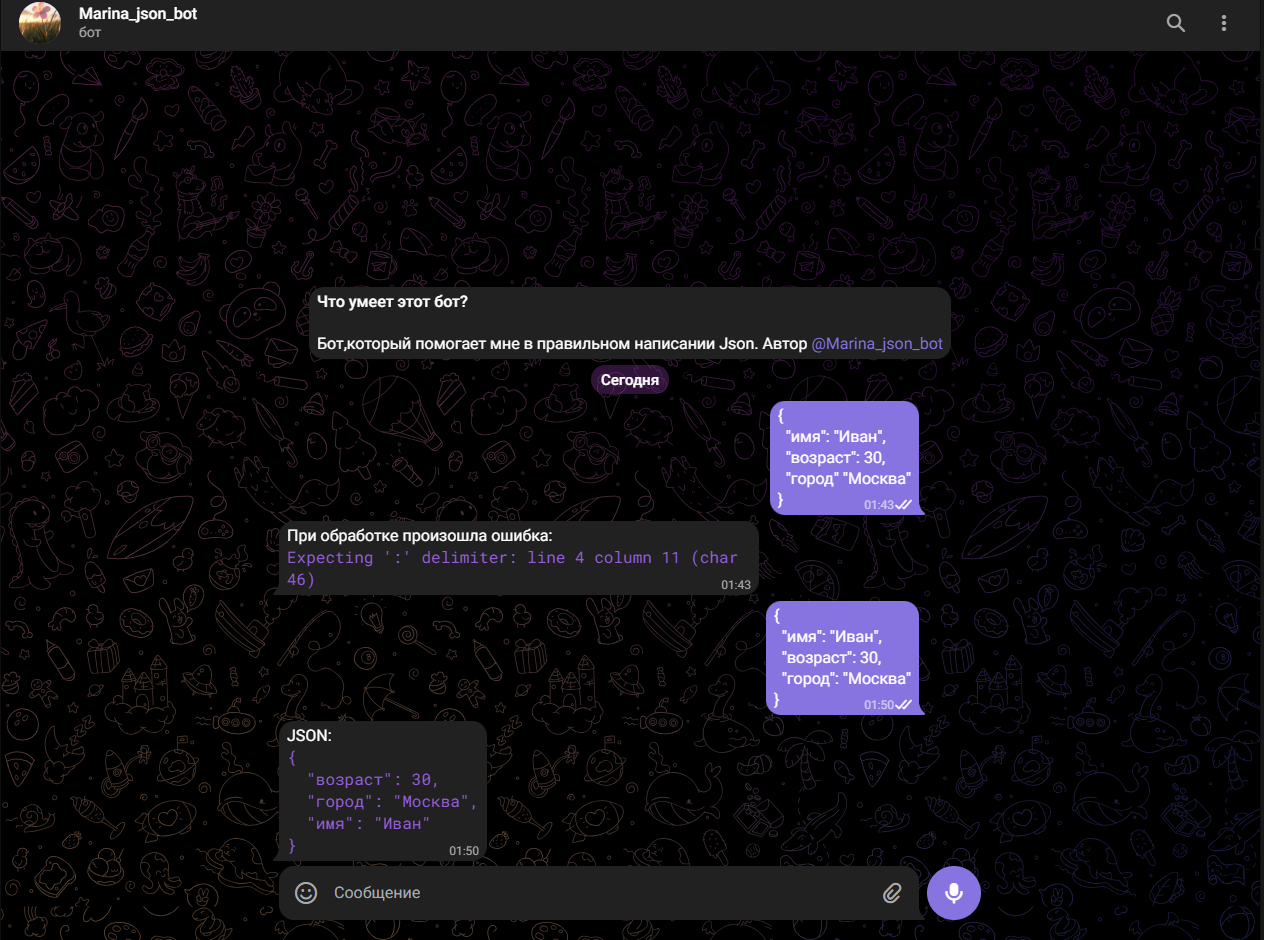 Marina_json_bot
бот
Что умеет этот бот?
Бот,который помогает мне в правильном написании Json. Автор @Marina_json_bot
Сегодня
{
"имя": "Иван",
"возраст": 30,
"город" "Москва"
}
01:43
При обработке произошла ошибка:
Expecting ':' delimiter: line 4 column 11 (char
46)
01:43
{
"имя": "Иван",
"возраст": 30,
"город": "Москва"
}
01:50
JSON:
{
"возраст": 30,
"город": "Москва",
"имя": "Иван"
}
01:50
Сообщение